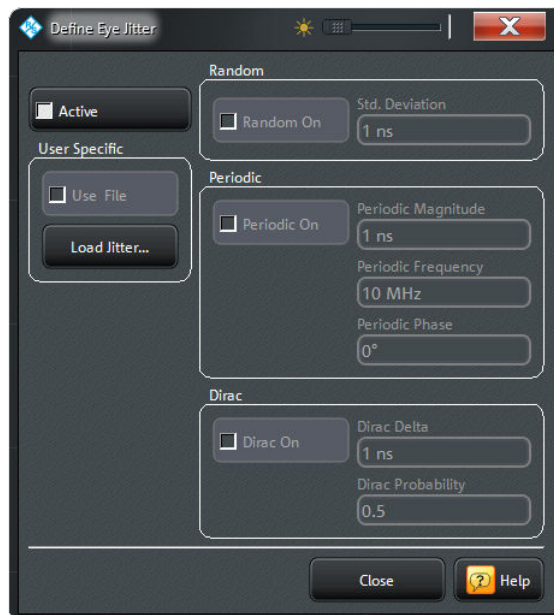 Define Eye Jitter
Active
User Specific
Use File
Load Jitter...
Random
Random On
Std. Deviation
1 ns
Periodic
Periodic On
Periodic Magnitude
1 ns
Periodic Frequency
10 MHz
Periodic Phase
0°
Dirac
Dirac On
Dirac Delta
1 ns
Dirac Probability
0.5
Close
Help